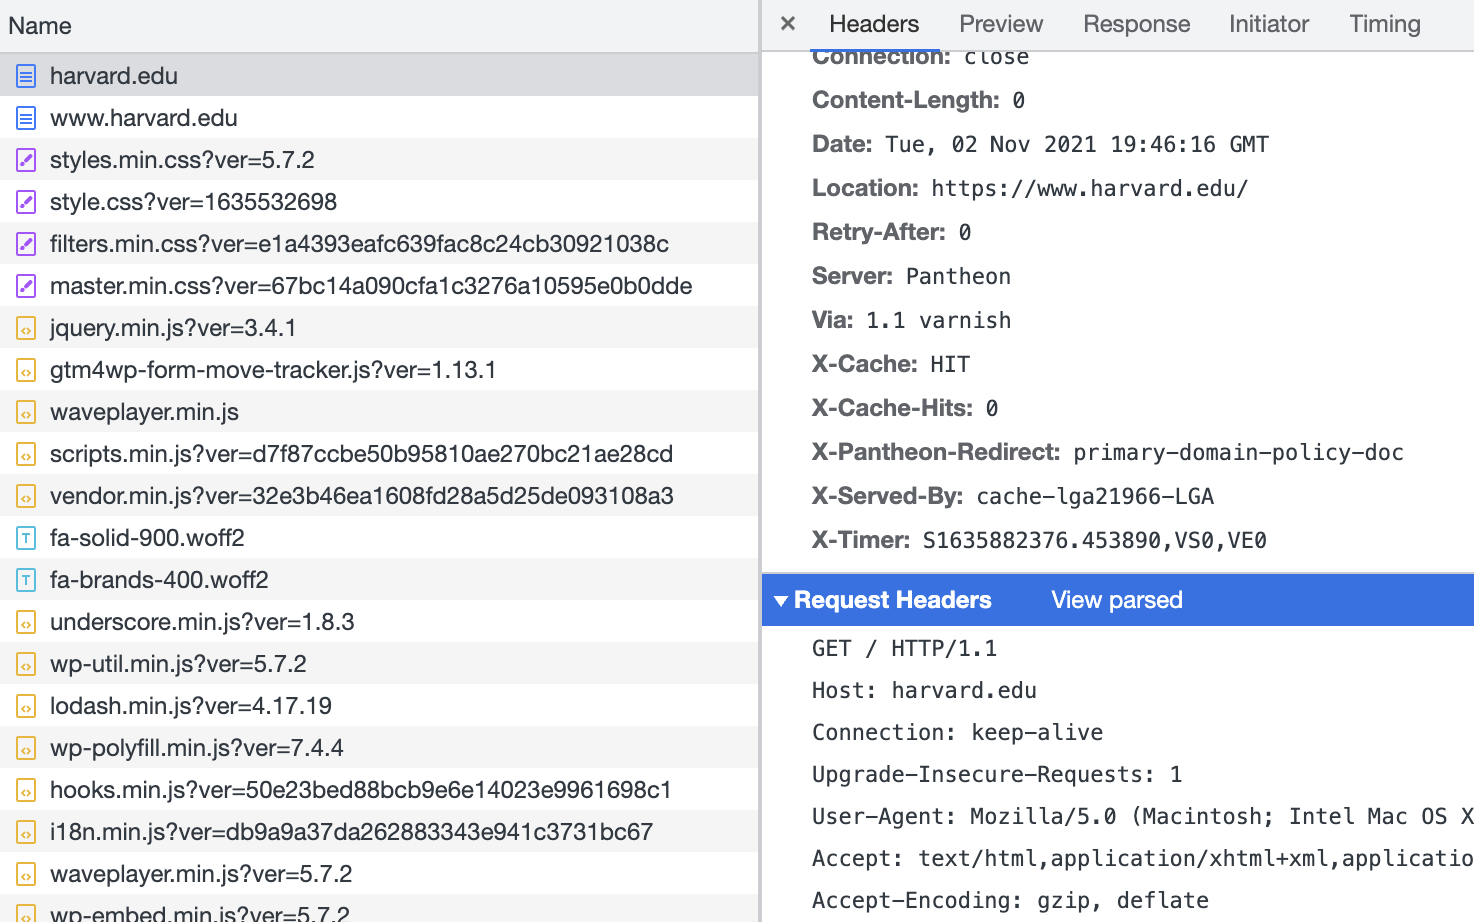 Name
harvard.edu
www.harvard.edu
styles.min.css?ver=5.7.2
style.css?ver=1635532698
filters.min.css?ver=e1a4393eafc639fac8c24cb30921038c
master.min.css?ver=67bc14a090cfa1c3276a10595e0b0dde
jquery.min.js?ver=3.4.1
gtm4wp-form-move-tracker.js?ver=1.13.1
waveplayer.min.js
scripts.min.js?ver=d7f87ccbe50b95810ae270bc21ae28cd
vendor.min.js?ver=32e3b46ea1608fd28a5d25de093108a3
fa-solid-900.woff2
fa-brands-400.woff2
underscore.min.js?ver=1.8.3
wp-util.min.js?ver=5.7.2
lodash.min.js?ver=4.17.19
wp-polyfill.min.js?ver=7.4.4
hooks.min.js?ver=50e23bed88bcb9e6e14023e9961698c1
i18n.min.js?ver=db9a9a37da262883343e941c3731bc67
waveplayer.min.js?ver=5.7.2
wp-embed.min.js?ver=5.7.2
Headers Preview Response Initiator Timing
Connection: close
Content-Length: 0
Date: Tue, 02 Nov 2021 19:46:16 GMT
Location: https://www.harvard.edu/
Retry-After: 0
Server: Pantheon
Via: 1.1 varnish
X-Cache: HIT
X-Cache-Hits: 0
X-Pantheon-Redirect: primary-domain-policy-doc
X-Served-By: cache-lga21966-LGA
X-Timer: S1635882376.453890,VS0,VE0
Request Headers View parsed
GET / HTTP/1.1
Host: harvard.edu
Connection: keep-alive
Upgrade-Insecure-Requests: 1
User-Agent: Mozilla/5.0 (Macintosh; Intel Mac OS X
Accept: text/html,application/xhtml+xml,applicatio
Accept-Encoding: gzip, deflate